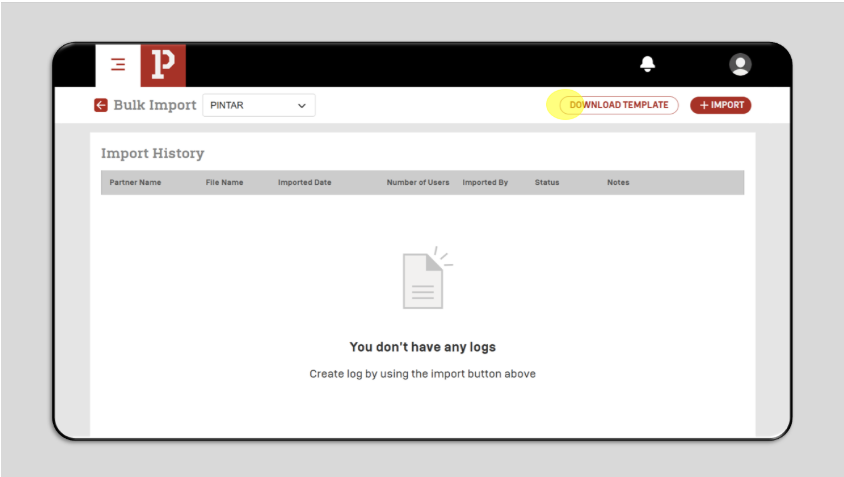 P
Bulk Import PINTAR DOWNLOAD TEMPLATE + IMPORT
Import History
Partner Name File Name Imported Date Number of Users Imported By Status Notes
You don't have any logs
Create log by using the import button above